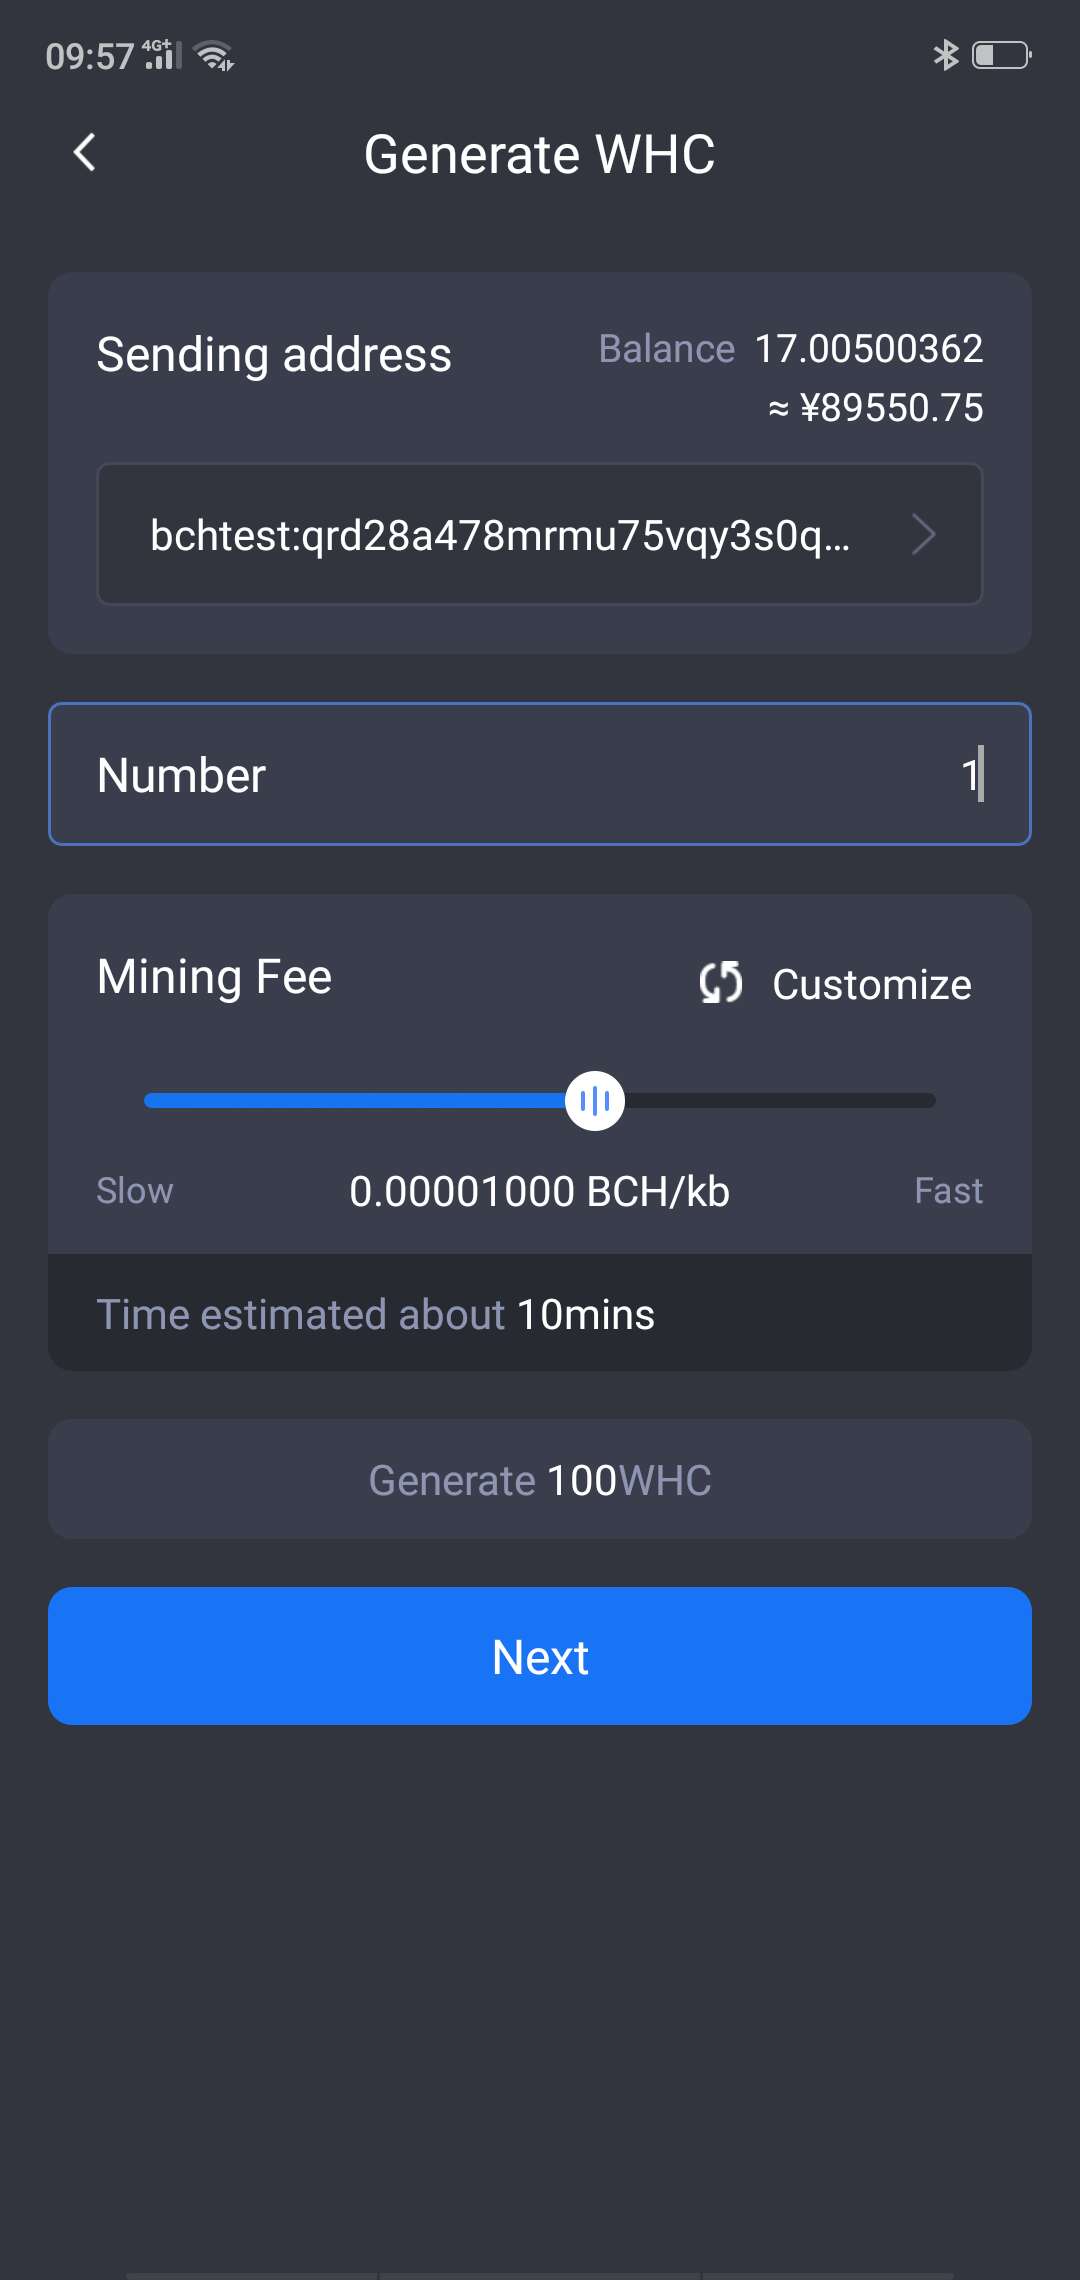 09:57 4G+
Generate WHC
Sending address
Balance 17.00500362
≈ ¥89550.75
bchtest:qrd28a478mrmu75vqy3s0q...
Number 1
Mining Fee
Customize
Slow 0.00001000 BCH/kb Fast
Time estimated about 10mins
Generate 100WHC
Next